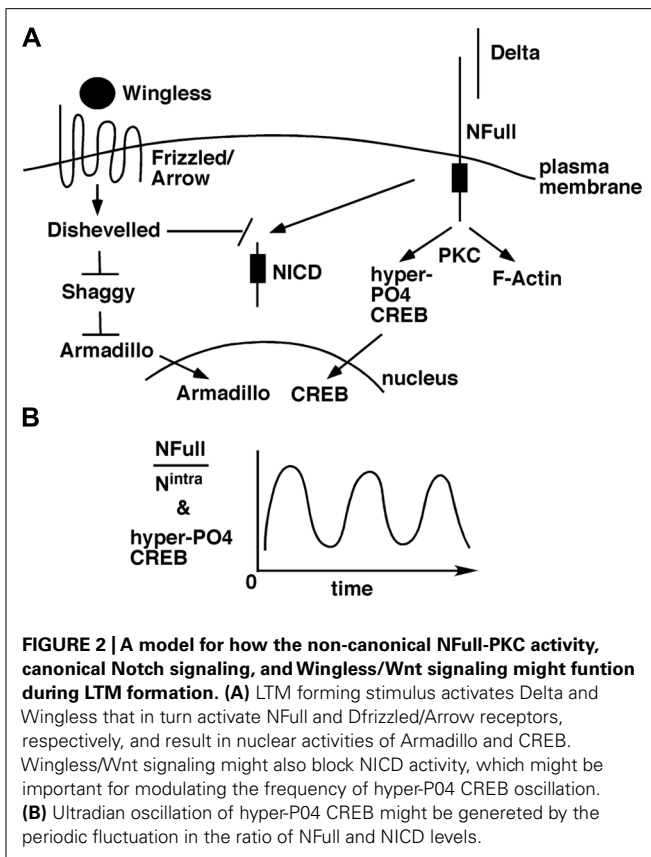 A
Delta
Wingless
NFull
Frizzled/
Arrow
plasma
membrane
Dishevelled
NICD
PKC
hyper-
PO4
CREB
F-Actin
Shaggy
Armadillo
nucleus
Armadillo
CREB
B
NFull
N^intra
&
hyper-PO4
CREB
0
time
FIGURE 2 | A model for how the non-canonical NFull-PKC activity,
canonical Notch signaling, and Wingless/Wnt signaling might funtion
during LTM formation. (A) LTM forming stimulus activates Delta and
Wingless that in turn activate NFull and Dfrizzled/Arrow receptors,
respectively, and result in nuclear activities of Armadillo and CREB.
Wingless/Wnt signaling might also block NICD activity, which might be
important for modulating the frequency of hyper-P04 CREB oscillation.
(B) Ultradian oscillation of hyper-P04 CREB might be genereted by the
periodic fluctuation in the ratio of NFull and NICD levels.